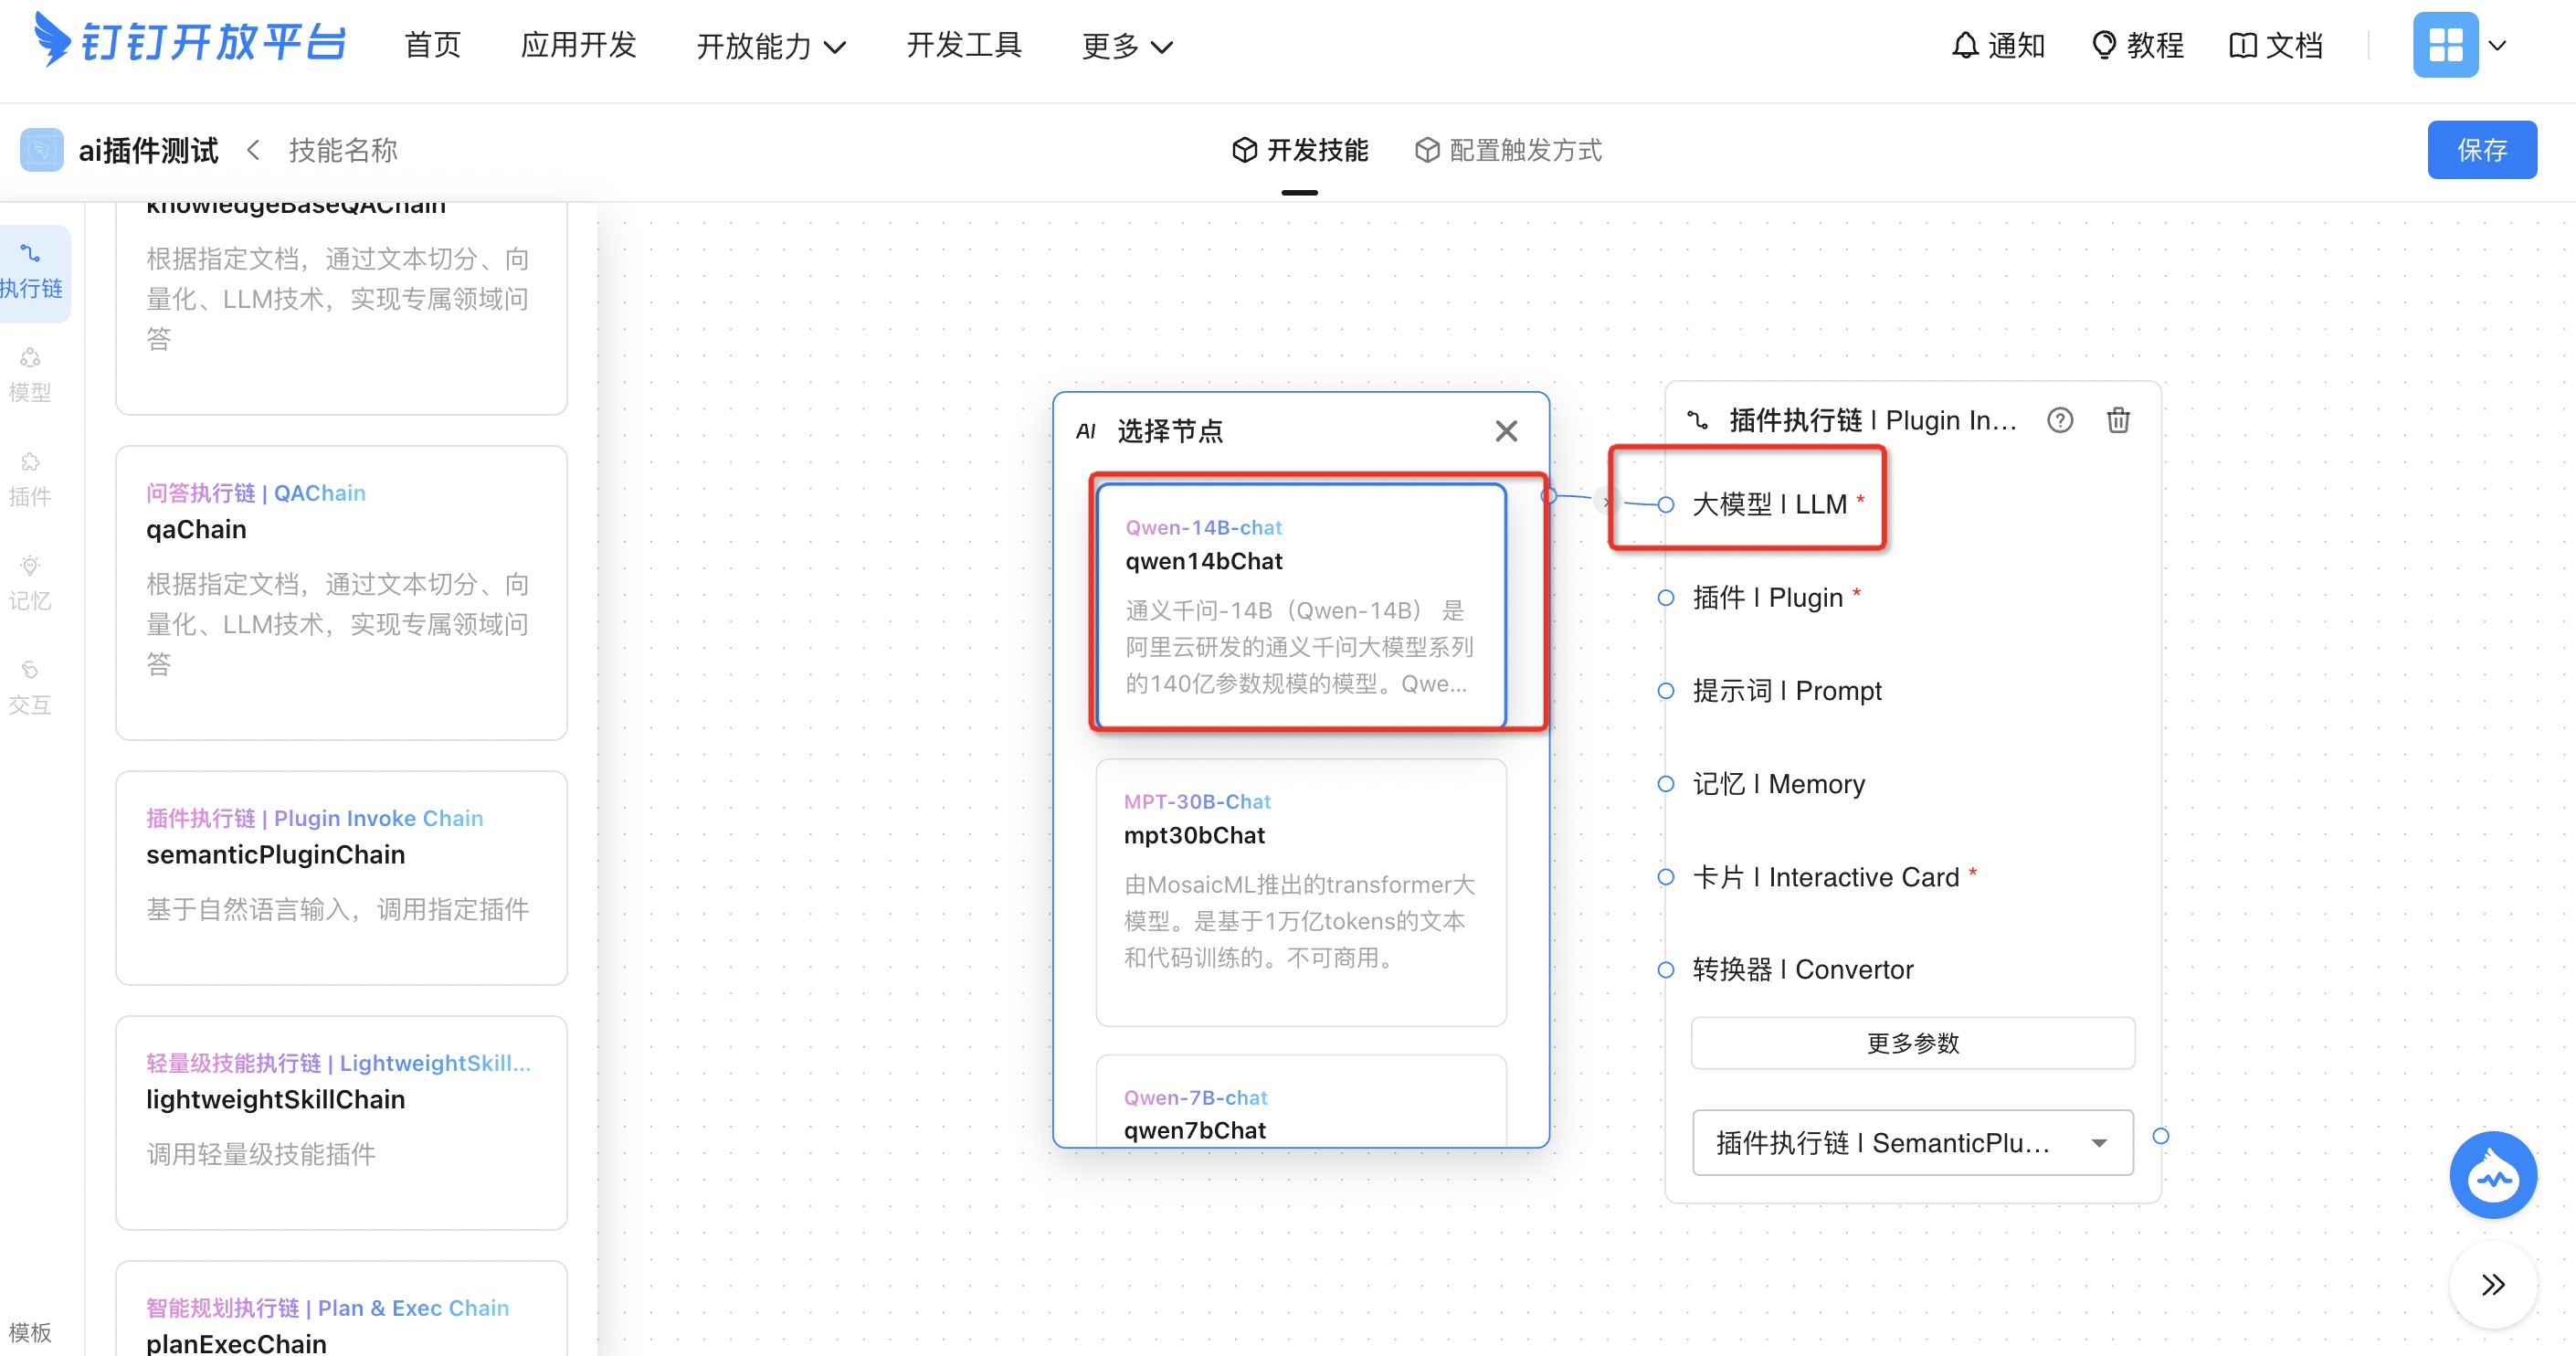 钉钉开放平台
首页
应用开发
开放能力
开发工具
更多
通知
教程
文档
ai插件测试
技能名称
开发技能
配置触发方式
保存
执行链
模型
插件
记忆
交互
模板
knowledgeBaseQAChain
根据指定文档，通过文本切分、向
量化、LLM技术，实现专属领域问
答
问答执行链 | QAChain
qaChain
根据指定文档，通过文本切分、向
量化、LLM技术，实现专属领域问
答
插件执行链 | Plugin Invoke Chain
semanticPluginChain
基于自然语言输入，调用指定插件
轻量级技能执行链 | LightweightSkill...
lightweightSkillChain
调用轻量级技能插件
智能规划执行链 | Plan & Exec Chain
planExecChain
AI 选择节点
Qwen-14B-chat
qwen14bChat
通义千问-14B（Qwen-14B） 是
阿里云研发的通义千问大模型系列
的140亿参数规模的模型。Qwe...
MPT-30B-Chat
mpt30bChat
由MosaicML推出的transformer大
模型。是基于1万亿tokens的文本
和代码训练的。不可商用。
Qwen-7B-chat
qwen7bChat
插件执行链 | Plugin In...
大模型 | LLM *
插件 | Plugin *
提示词 | Prompt
记忆 | Memory
卡片 | Interactive Card *
转换器 | Convertor
更多参数
插件执行链 | SemanticPlu...